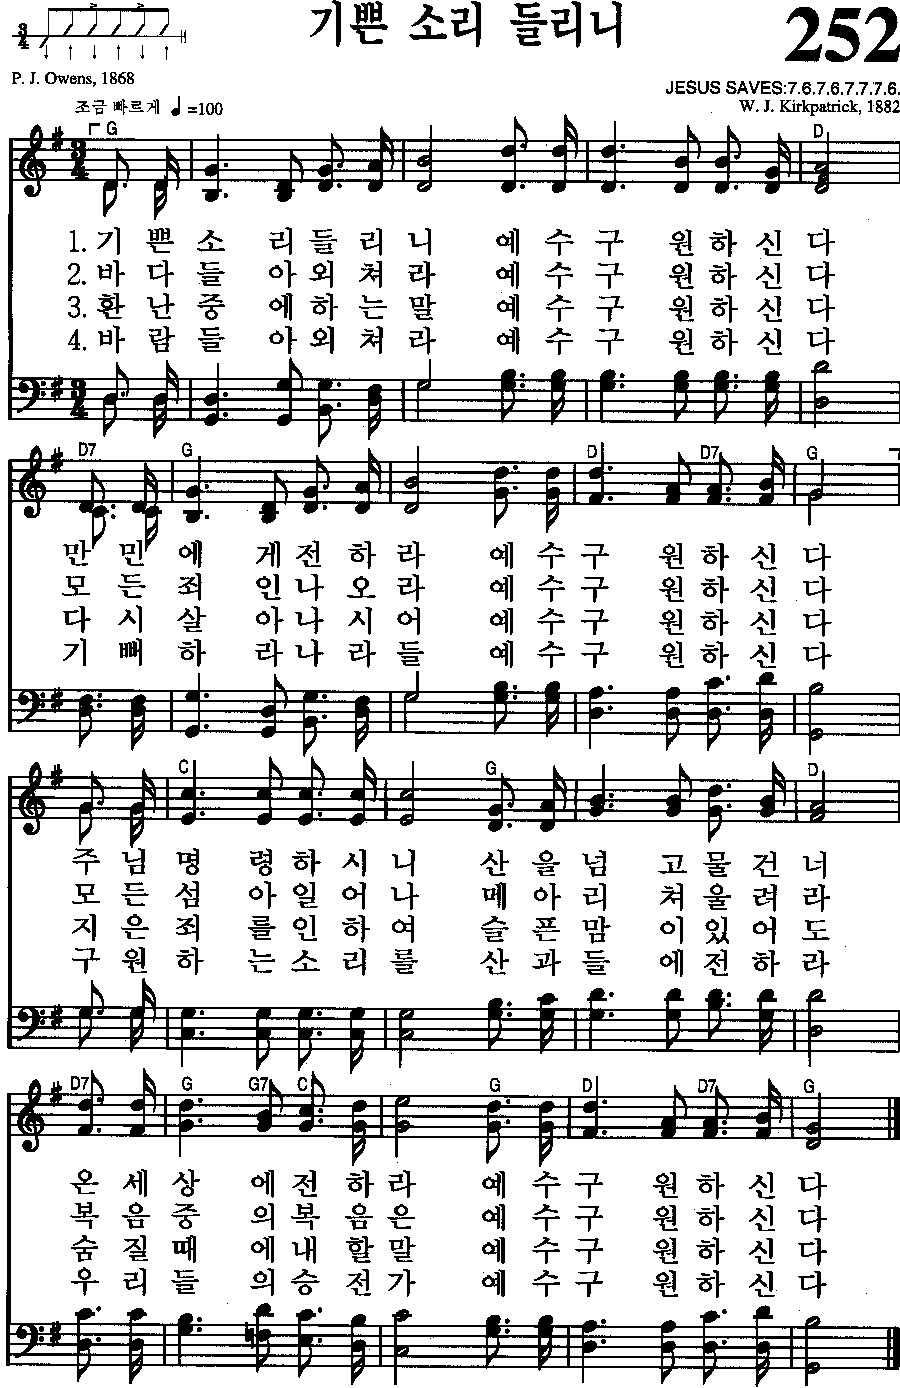 기쁜 소리 들리니
252
3/4
P. J. Owens, 1868
JESUS SAVES:7.6.7.6.7.7.7.6.
조금 빠르게 ♩=100
W. J. Kirkpatrick, 1882
G D
1. 기 쁜 소 리 들 리 니 예 수 구 원 하 신 다
2. 바 다 들 아 외 쳐 라 예 수 구 원 하 신 다
3. 환 난 중 에 하 는 말 예 수 구 원 하 신 다
4. 바 람 들 아 외 쳐 라 예 수 구 원 하 신 다
D7 G D D7 G
만 민 에 게 전 하 라 예 수 구 원 하 신 다
모 든 죄 인 나 오 라 예 수 구 원 하 신 다
다 시 살 아 나 시 어 예 수 구 원 하 신 다
기 뻐 하 라 나 라 들 예 수 구 원 하 신 다
C G D
주 님 명 령 하 시 니 산 을 넘 고 물 건 너
모 든 섬 아 일 어 나 메 아 리 쳐 울 려 라
지 은 죄 를 인 하 여 슬 픈 맘 이 있 어 도
구 원 하 는 소 리 를 산 과 들 에 전 하 라
D7 G G7 C G D D7 G
온 세 상 에 전 하 라 예 수 구 원 하 신 다
복 음 중 의 복 음 은 예 수 구 원 하 신 다
숨 질 때 에 내 할 말 예 수 구 원 하 신 다
우 리 들 의 승 전 가 예 수 구 원 하 신 다